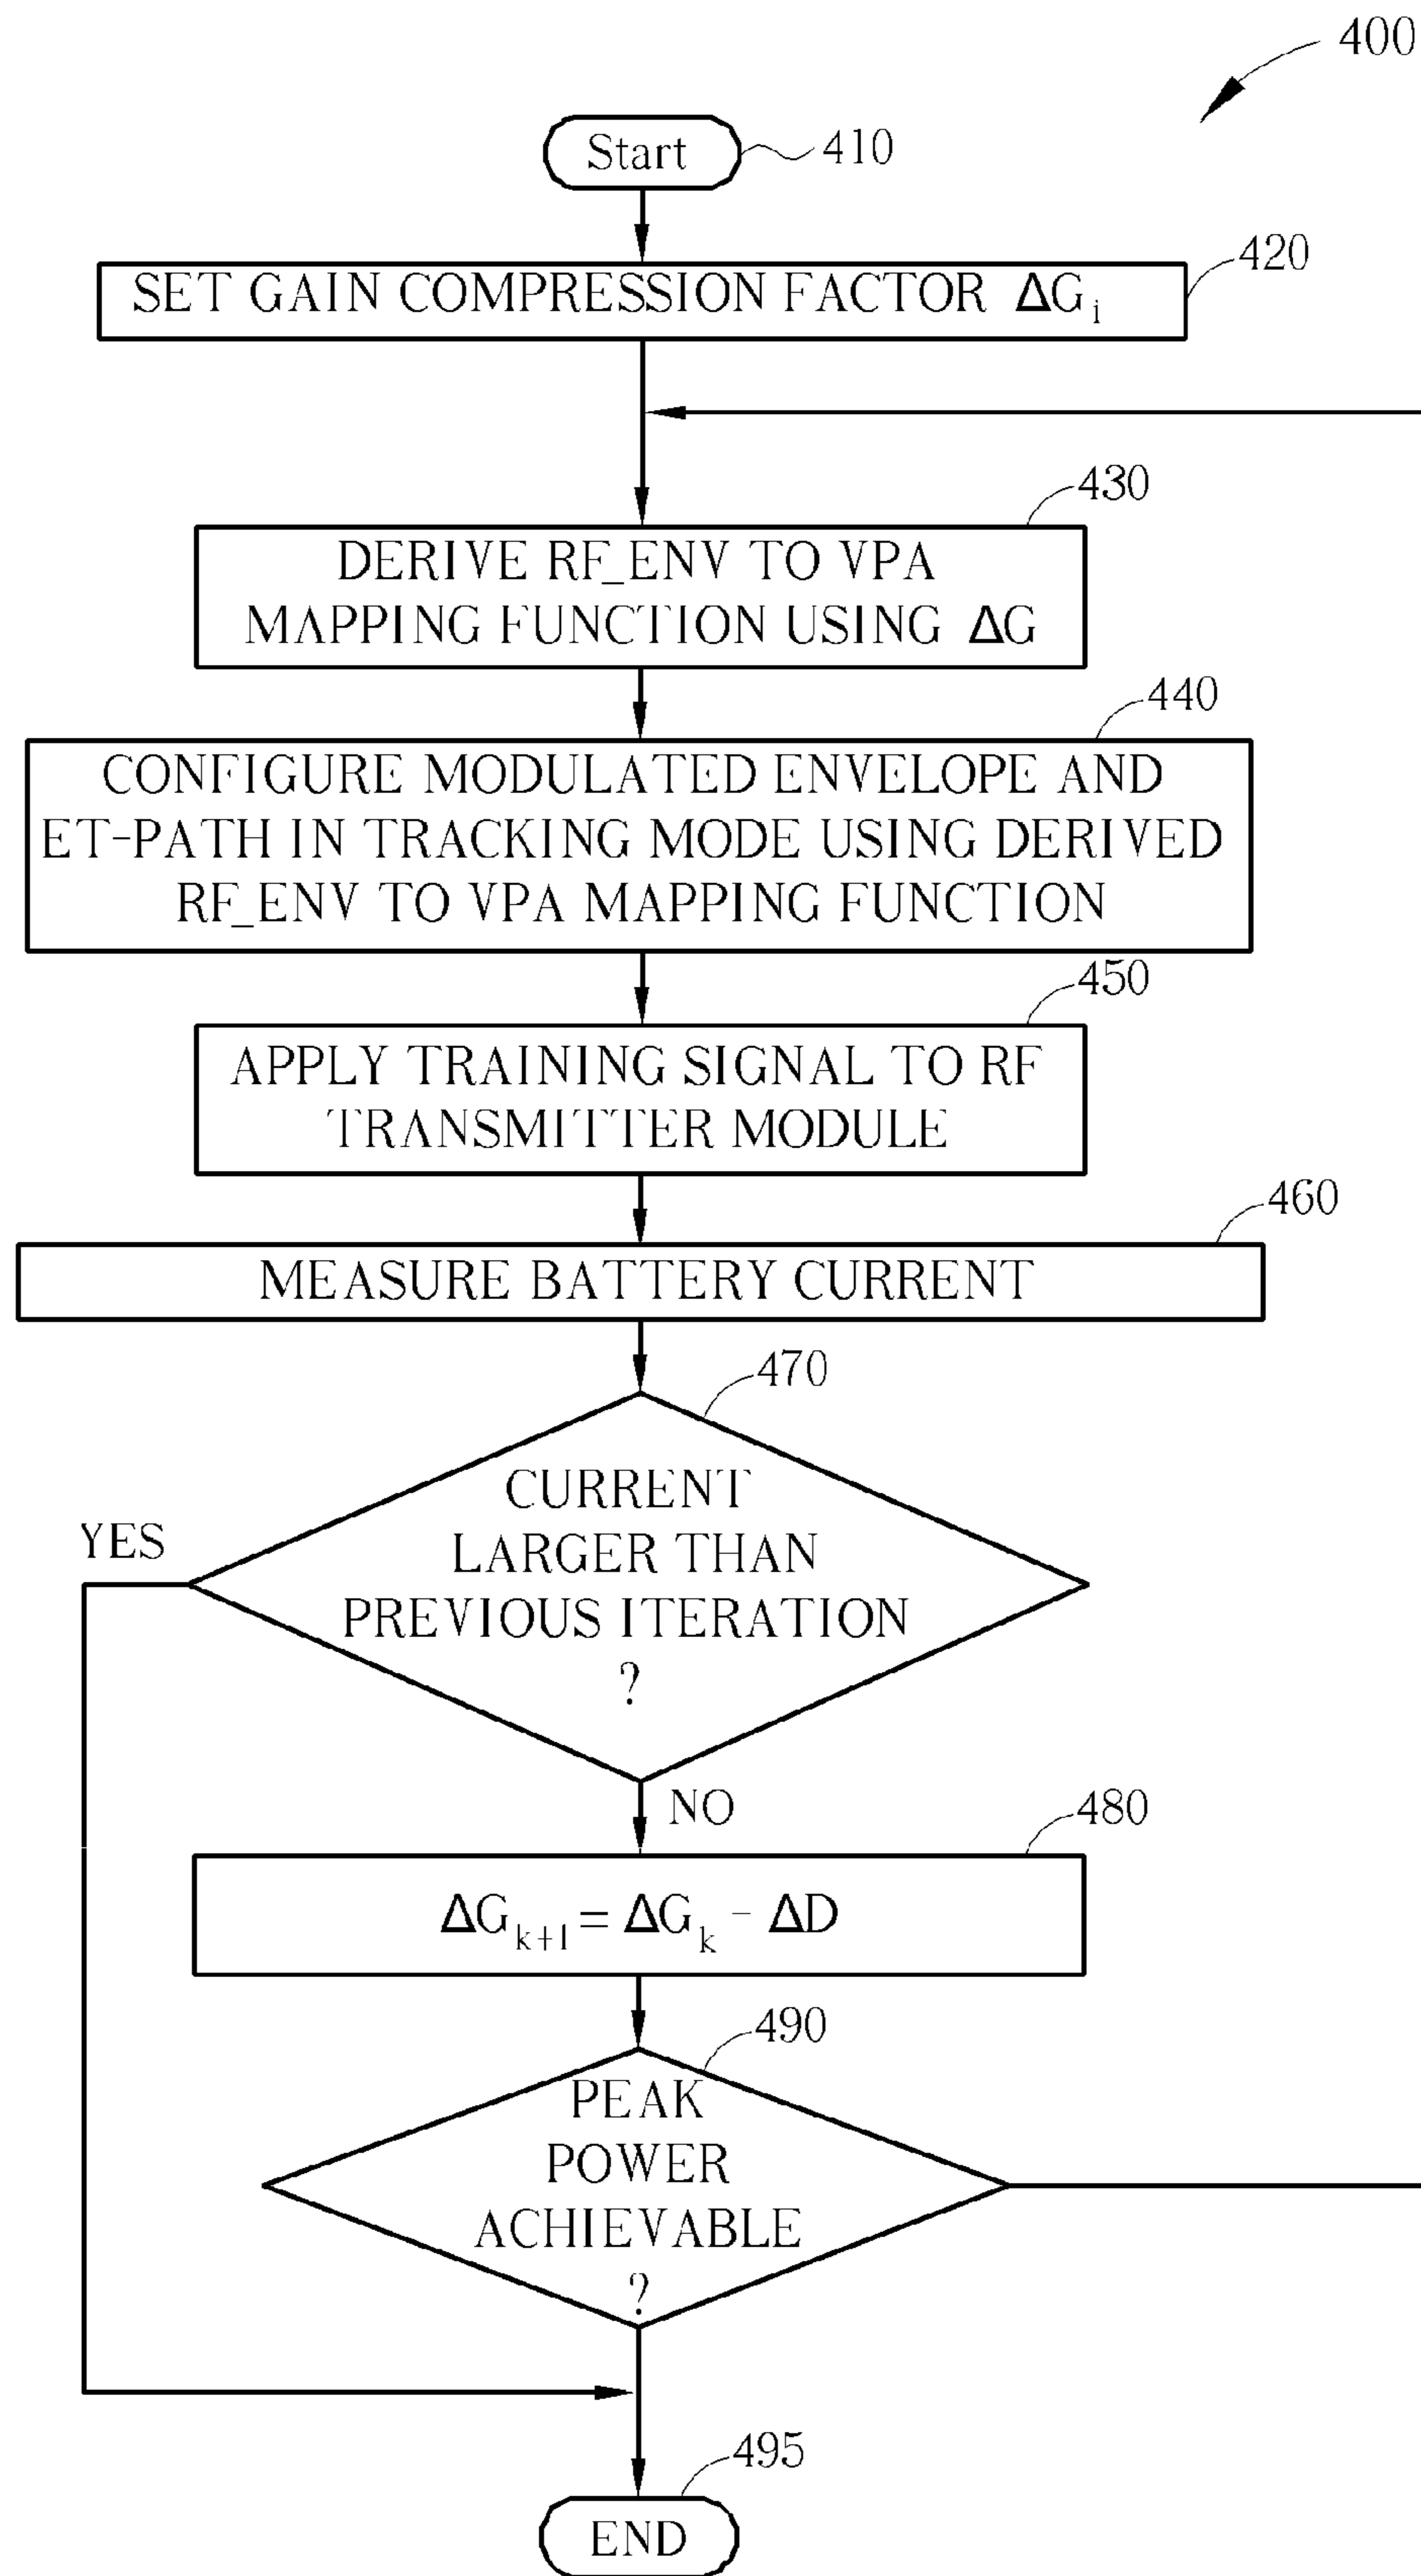 400
Start
410
420
SET GAIN COMPRESSION FACTOR ΔGᵢ
430
DERIVE RF_ENV TO VPA
MAPPING FUNCTION USING ΔG
440
CONFIGURE MODULATED ENVELOPE AND
ET-PATH IN TRACKING MODE USING DERIVED
RF_ENV TO VPA MAPPING FUNCTION
450
APPLY TRAINING SIGNAL TO RF
TRANSMITTER MODULE
460
MEASURE BATTERY CURRENT
470
CURRENT
LARGER THAN
PREVIOUS ITERATION
?
YES
NO
480
ΔGₖ₊₁ = ΔGₖ - ΔD
490
PEAK
POWER
ACHIEVABLE
?
495
END